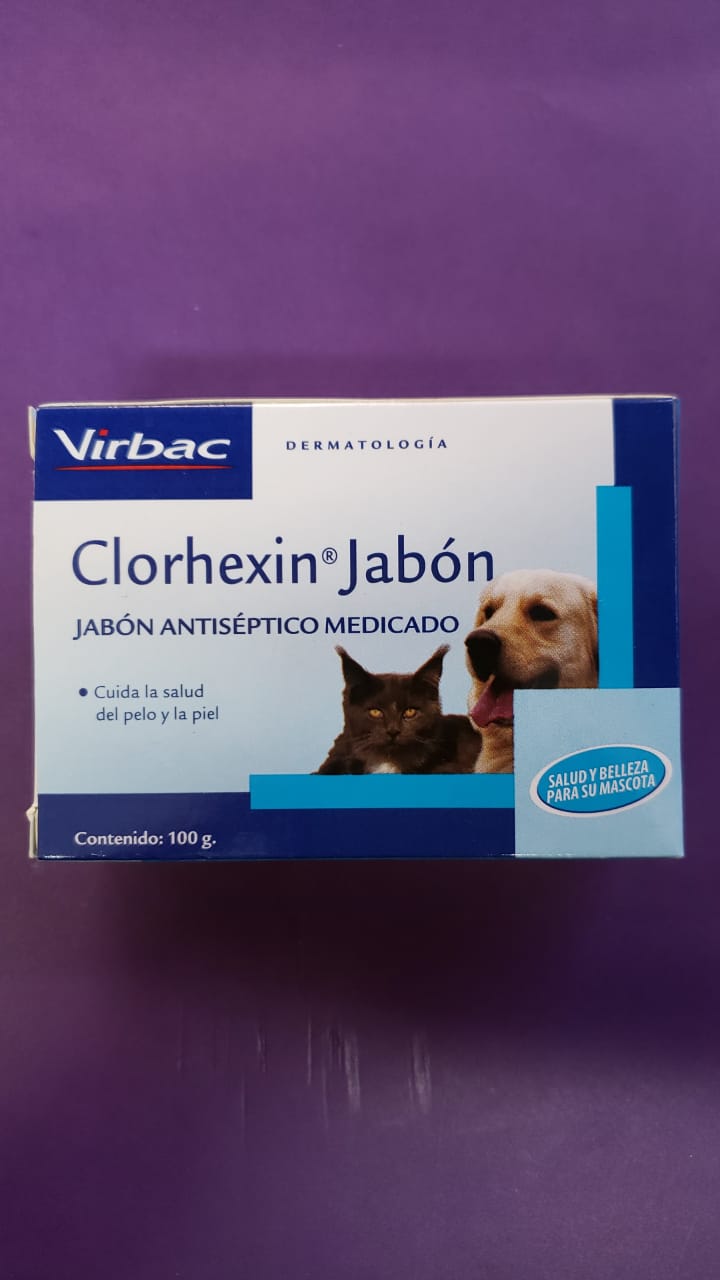 Virbac
DERMATOLOGÍA
Clorhexin® Jabón
JABÓN ANTISÉPTICO MEDICADO
• Cuida la salud
del pelo y la piel
SALUD Y BELLEZA
PARA SU MASCOTA
Contenido: 100 g.